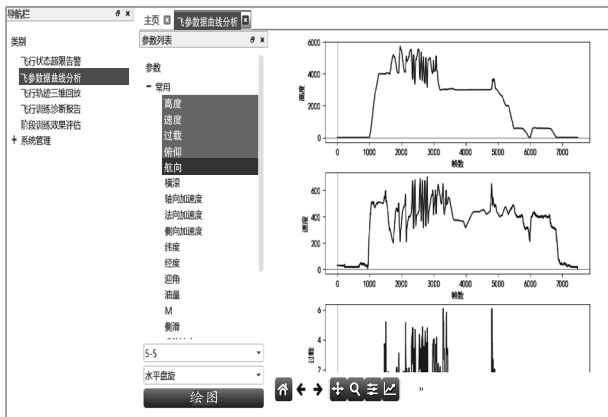 导航栏
类别
飞行状态超限告警
飞参数据曲线分析
飞行轨迹三维回放
飞行训练诊断报告
阶段训练效果评估
系统管理
主页
飞参数据曲线分析
参数列表
参数
常用
高度
速度
过载
俯仰
航向
横滚
轴向加速度
法向加速度
侧向加速度
纬度
经度
迎角
油量
M
侧滑
5-5
水平盘旋
绘图
高度
6000
4000
2000
0
0 1000 2000 3000 4000 5000 6000 7000
帧数
速度
600
400
200
0
0 1000 2000 3000 4000 5000 6000 7000
帧数
过载
6
4
2
»